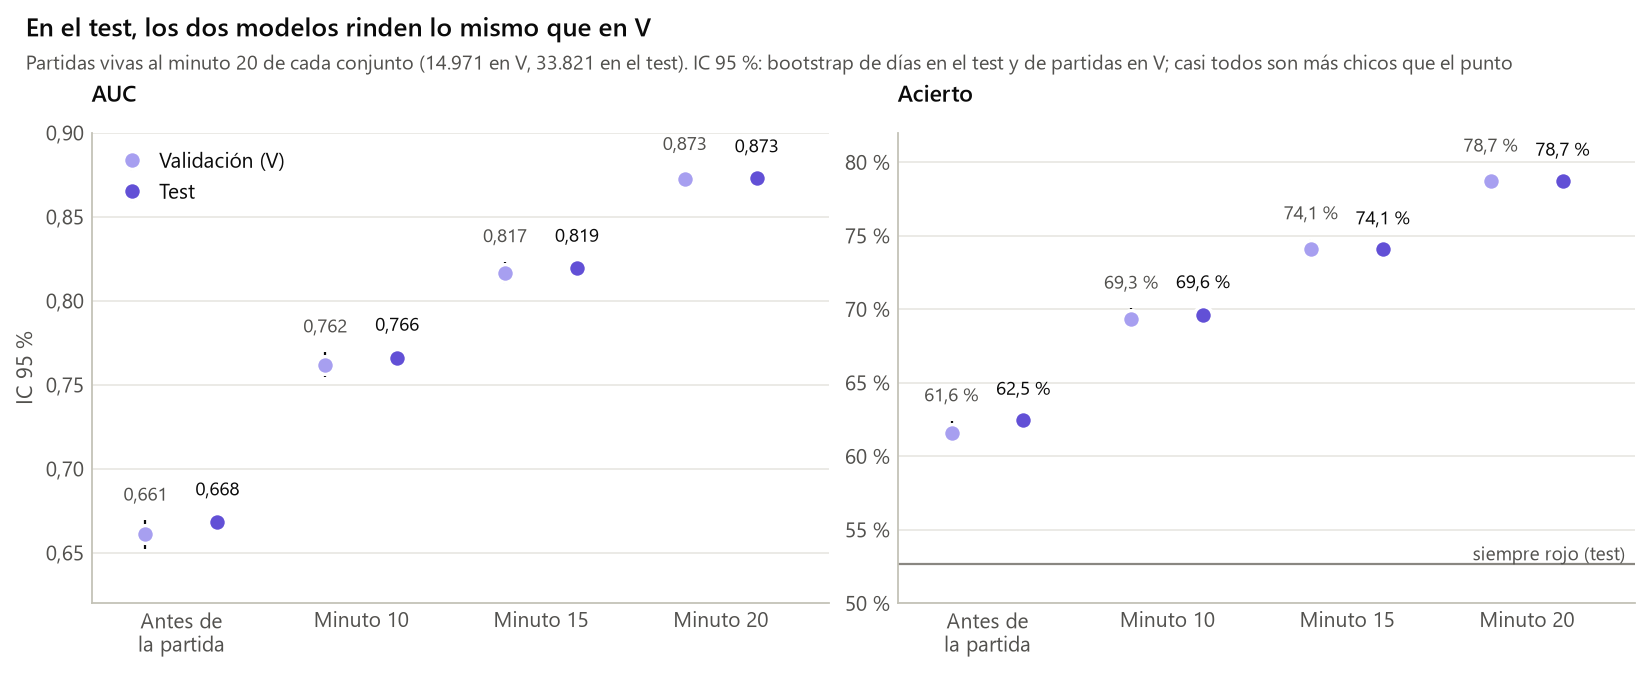 En el test, los dos modelos rinden lo mismo que en V
Partidas vivas al minuto 20 de cada conjunto (14.971 en V, 33.821 en el test). IC 95 %: bootstrap de días en el test y de partidas en V; casi todos son más chicos que el punto
AUC
IC 95 %
0,90
0,85
0,80
0,75
0,70
0,65
Validación (V)
Test
0,661
0,668
0,762
0,766
0,817
0,819
0,873
0,873
Antes de
la partida
Minuto 10
Minuto 15
Minuto 20
Acierto
80 %
75 %
70 %
65 %
60 %
55 %
50 %
61,6 %
62,5 %
69,3 %
69,6 %
74,1 %
74,1 %
78,7 %
78,7 %
siempre rojo (test)
Antes de
la partida
Minuto 10
Minuto 15
Minuto 20